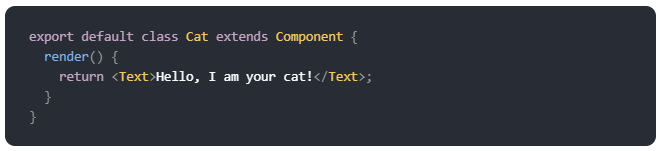 export default class Cat extends Component {
  render() {
    return <Text>Hello, I am your cat!</Text>;
  }
}